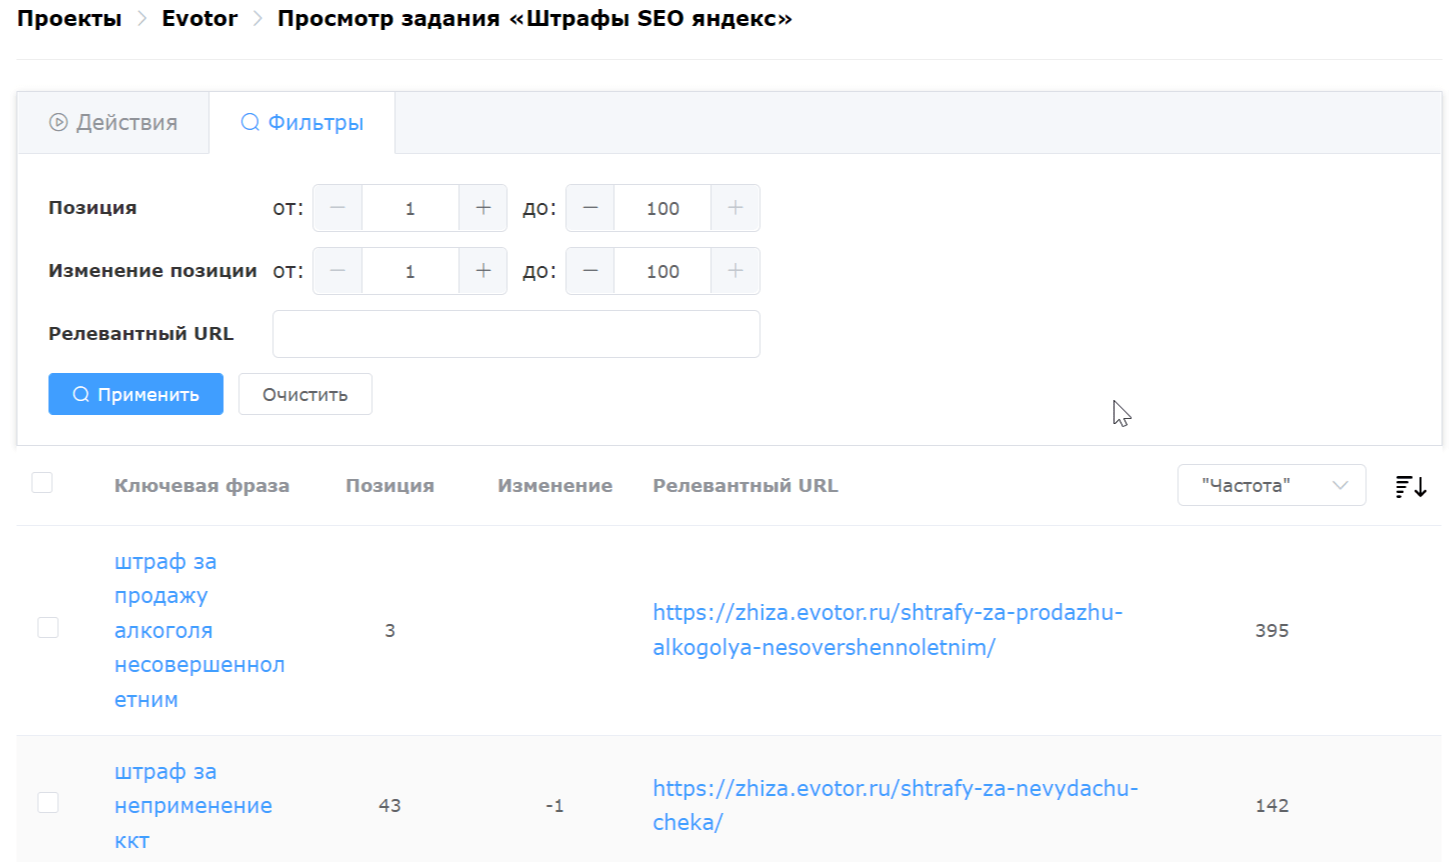 Проекты > Evotor > Просмотр задания «Штрафы SEO яндекс»
Действия Фильтры
Позиция от: − 1 + до: − 100 +
Изменение позиции от: − 1 + до: − 100 +
Релевантный URL
Применить Очистить
Ключевая фраза Позиция Изменение Релевантный URL "Частота"
штраф за
продажу
алкоголя
несовершеннол
етним
3
https://zhiza.evotor.ru/shtrafy-za-prodazhu-
alkogolya-nesovershennoletnim/
395
штраф за
неприменение
ккт
43
-1
https://zhiza.evotor.ru/shtrafy-za-nevydachu-
cheka/
142